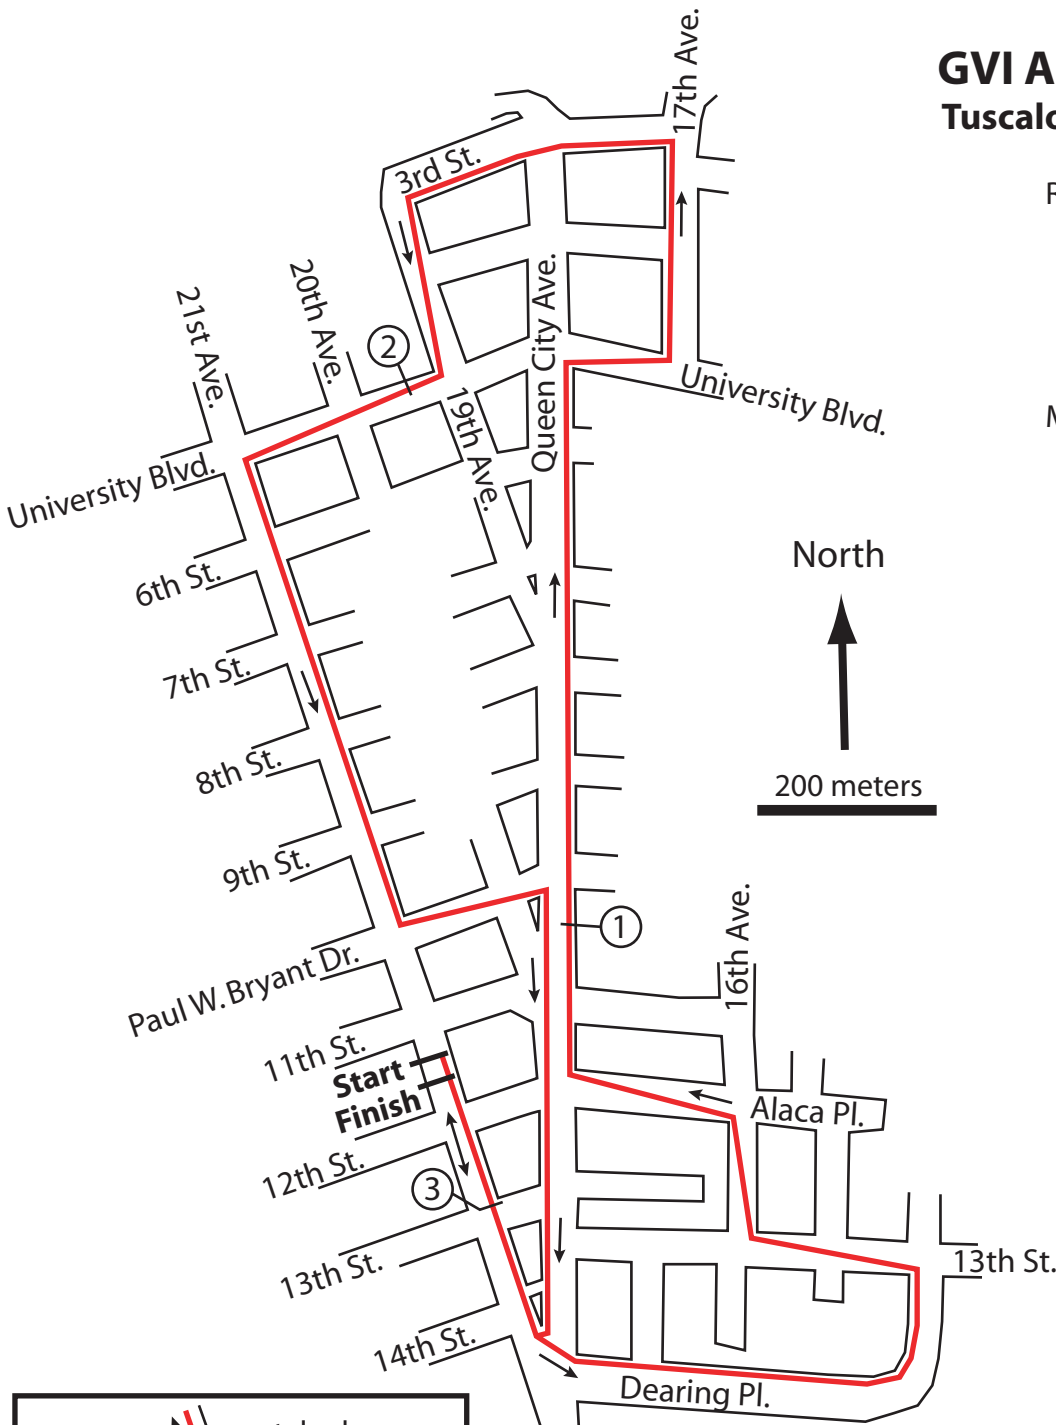 17th Ave.
GVI A
Tuscalo
3rd St.
R
20th Ave.
21st Ave.
Queen City Ave.
2
University Blvd.
19th Ave.
M
University Blvd.
North
6th St.
7th St.
8th St.
200 meters
9th St.
16th Ave.
1
Paul W. Bryant Dr.
11th St.
Start
Finish
Alaca Pl.
12th St.
3
13th St.
13th St.
14th St.
Dearing Pl.